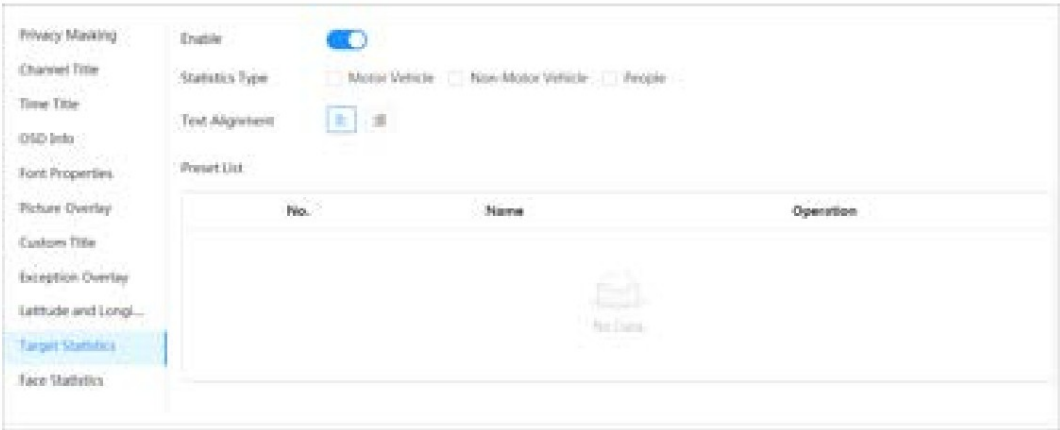 Privacy Masking
Channel Title
Time Title
OSD Info
Font Properties
Picture Overlay
Custom Title
Exception Overlay
Latitude and Longi...
Target Statistics
Face Statistics
Enable
Statistics Type
Motor Vehicle
Non-Motor Vehicle
People
Text Alignment
Preset List
No. Name Operation
No Data